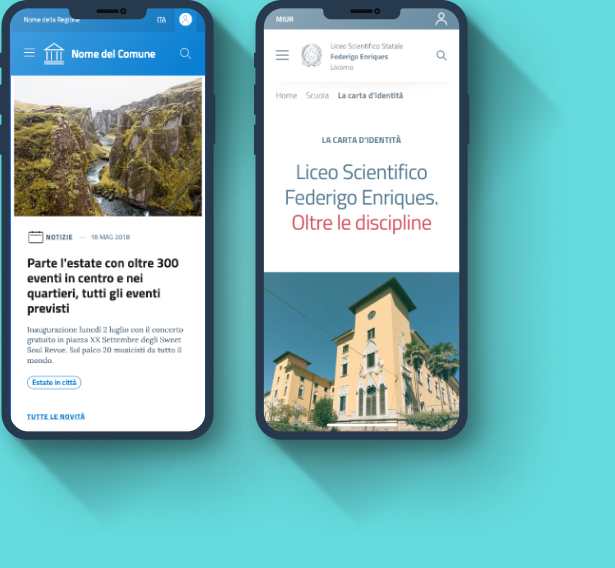 Nome della Regione
ITA
Nome del Comune
NOTIZIE — 18 MAG 2018
Parte l'estate con oltre 300
eventi in centro e nei
quartieri, tutti gli eventi
previsti
Inaugurazione lunedì 2 luglio con il concerto
gratuito in piazza XX Settembre degli Sweet
Soul Revue. Sul palco 20 musicisti da tutto il
mondo.
Estate in città
TUTTE LE NOVITÀ
MIUR
Liceo Scientifico Statale
Federigo Enriques
Livorno
Home Scuola La carta d'identità
LA CARTA D'IDENTITÀ
Liceo Scientifico
Federigo Enriques.
Oltre le discipline